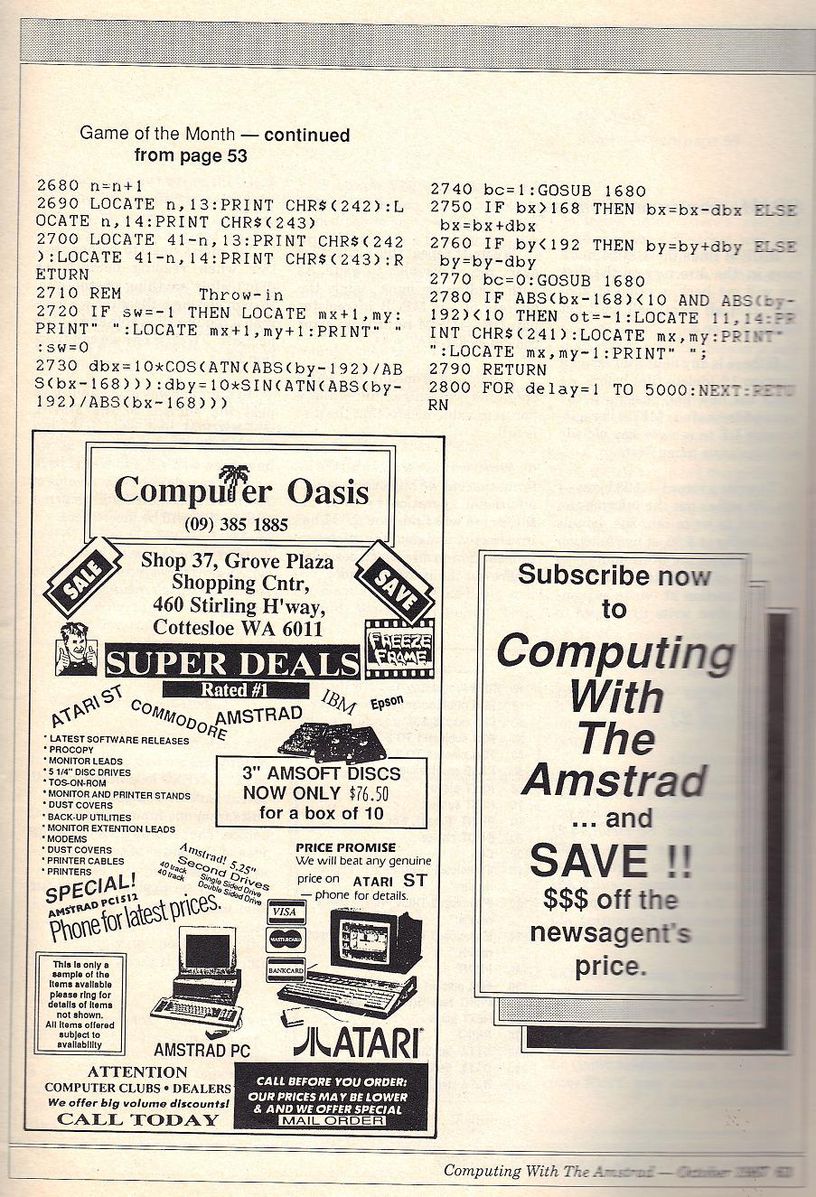 Game of the Month — continued
from page 53
2680 n=n+1
2690 LOCATE n,13:PRINT CHR$(242):L
OCATE n,14:PRINT CHR$(243)
2700 LOCATE 41-n,13:PRINT CHR$(242
):LOCATE 41-n,14:PRINT CHR$(243):R
ETURN
2710 REM Throw-in
2720 IF sw=-1 THEN LOCATE mx+1,my:
PRINT" ":LOCATE mx+1,my+1:PRINT" "
:sw=0
2730 dbx=10*COS(ATN(ABS(by-192)/AB
S(bx-168))):dby=10*SIN(ATN(ABS(by-
192)/ABS(bx-168)))
2740 bc=1:GOSUB 1680
2750 IF bx>168 THEN bx=bx-dbx ELSE
bx=bx+dbx
2760 IF by<192 THEN by=by+dby ELSE
by=by-dby
2770 bc=0:GOSUB 1680
2780 IF ABS(bx-168)<10 AND ABS(by-
192)<10 THEN ot=-1:LOCATE 11,14:PR
INT CHR$(241):LOCATE mx,my:PRINT"
":LOCATE mx,my-1:PRINT" ";
2790 RETURN
2800 FOR delay=1 TO 5000:NEXT:RETU
RN
Computer Oasis
(09) 385 1885
SALE
Shop 37, Grove Plaza
Shopping Cntr,
460 Stirling H'way,
Cottesloe WA 6011
SAVE
FREEZE
FRAME
SUPER DEALS
Rated #1
ATARI ST COMMODORE AMSTRAD IBM Epson
* LATEST SOFTWARE RELEASES
* PROCOPY
* MONITOR LEADS
* 5 1/4" DISC DRIVES
* TOS-ON-ROM
* MONITOR AND PRINTER STANDS
* DUST COVERS
* BACK-UP UTILITIES
* MONITOR EXTENTION LEADS
* MODEMS
* DUST COVERS
* PRINTER CABLES
* PRINTERS
3" AMSOFT DISCS
NOW ONLY $76.50
for a box of 10
Amstrad! 5.25"
Second Drives
40 track Single Sided Drive
40 track Double Sided Drive
PRICE PROMISE
We will beat any genuine
price on ATARI ST
— phone for details.
SPECIAL!
AMSTRAD PC1512
Phone for latest prices.
VISA
MASTERCARD
BANKCARD
This is only a
sample of the
items available
please ring for
details of items
not shown.
All items offered
subject to
availability
AMSTRAD PC
ATARI
ATTENTION
COMPUTER CLUBS • DEALERS
We offer big volume discounts!
CALL TODAY
CALL BEFORE YOU ORDER:
OUR PRICES MAY BE LOWER
& AND WE OFFER SPECIAL
MAIL ORDER
Subscribe now
to
Computing
With
The
Amstrad
... and
SAVE !!
$$$ off the
newsagent's
price.
Computing With The Amstrad — October 1987